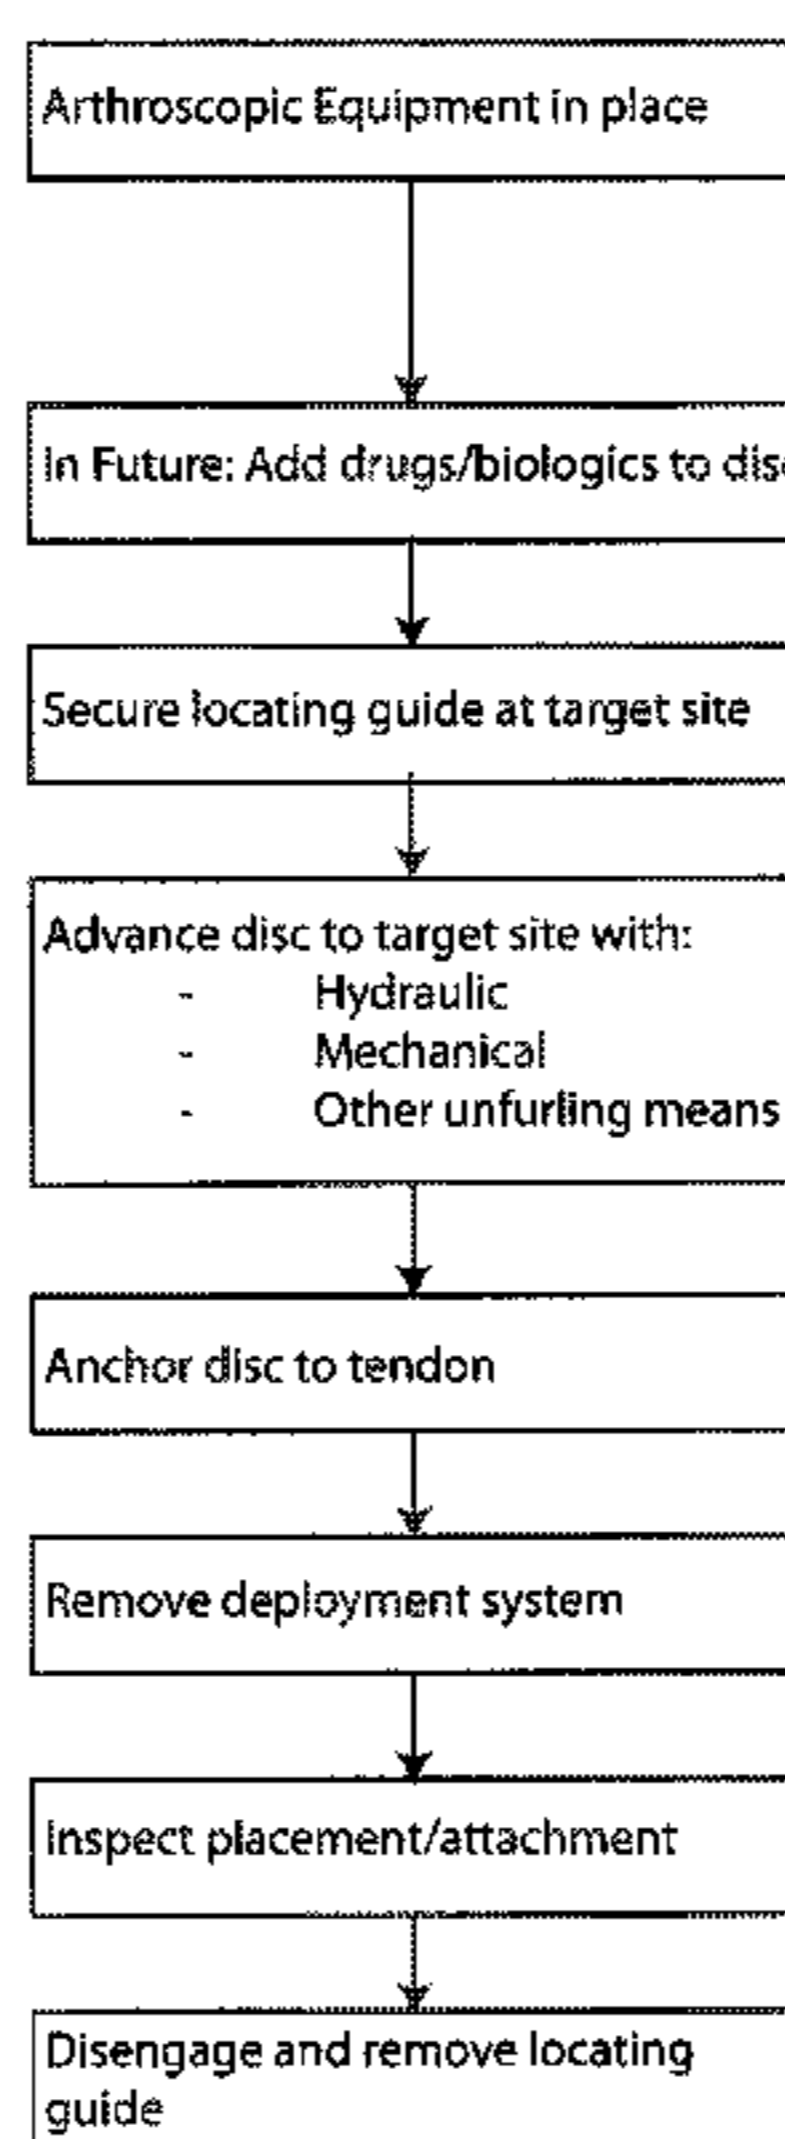 Arthroscopic Equipment in place
In Future: Add drugs/biologics to
Secure locating guide at target site
Advance disc to target site with:
- Hydraulic
- Mechanical
- Other unfurling means
Anchor disc to tendon
Remove deployment system
Inspect placement/attachment
Disengage and remove locating
guide